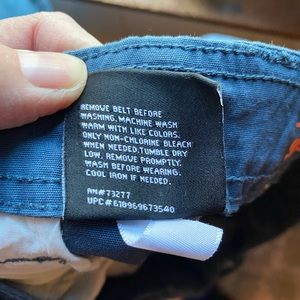 REMOVE BELT BEFORE
WASHING.MACHINE WASH
WARM WITH LIKE COLORS.
ONLY NON-CHLORINE BLEACH
WHEN NEEDED.TUMBLE DRY
LOW. REMOVE PROMPTLY.
WASH BEFORE WEARING.
COOL IRON IF NEEDED.
RN#73277
UPC#610969673540